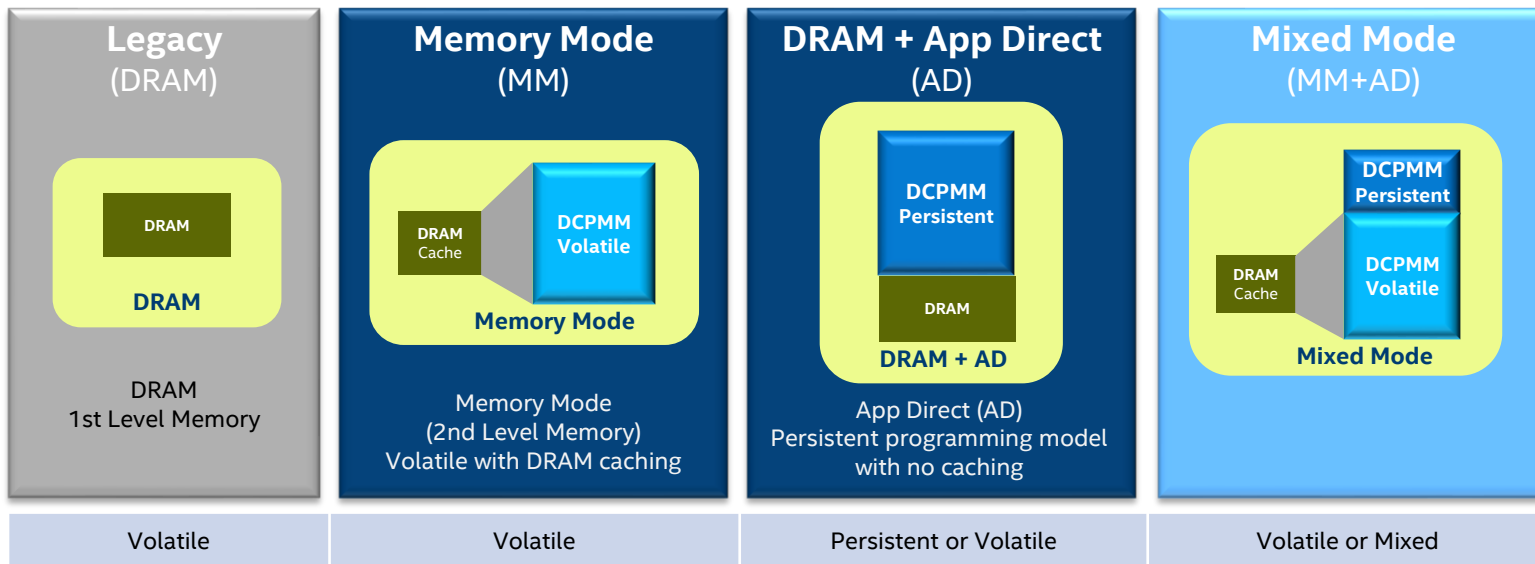 Legacy
(DRAM)
DRAM
DRAM
DRAM
1st Level Memory
Memory Mode
(MM)
DRAM
Cache
DCPMM
Volatile
Memory Mode
Memory Mode
(2nd Level Memory)
Volatile with DRAM caching
DRAM + App Direct
(AD)
DCPMM
Persistent
DRAM
DRAM + AD
App Direct (AD)
Persistent programming model
with no caching
Mixed Mode
(MM+AD)
DCPMM
Persistent
DRAM
Cache
DCPMM
Volatile
Mixed Mode
Volatile
Volatile
Persistent or Volatile
Volatile or Mixed